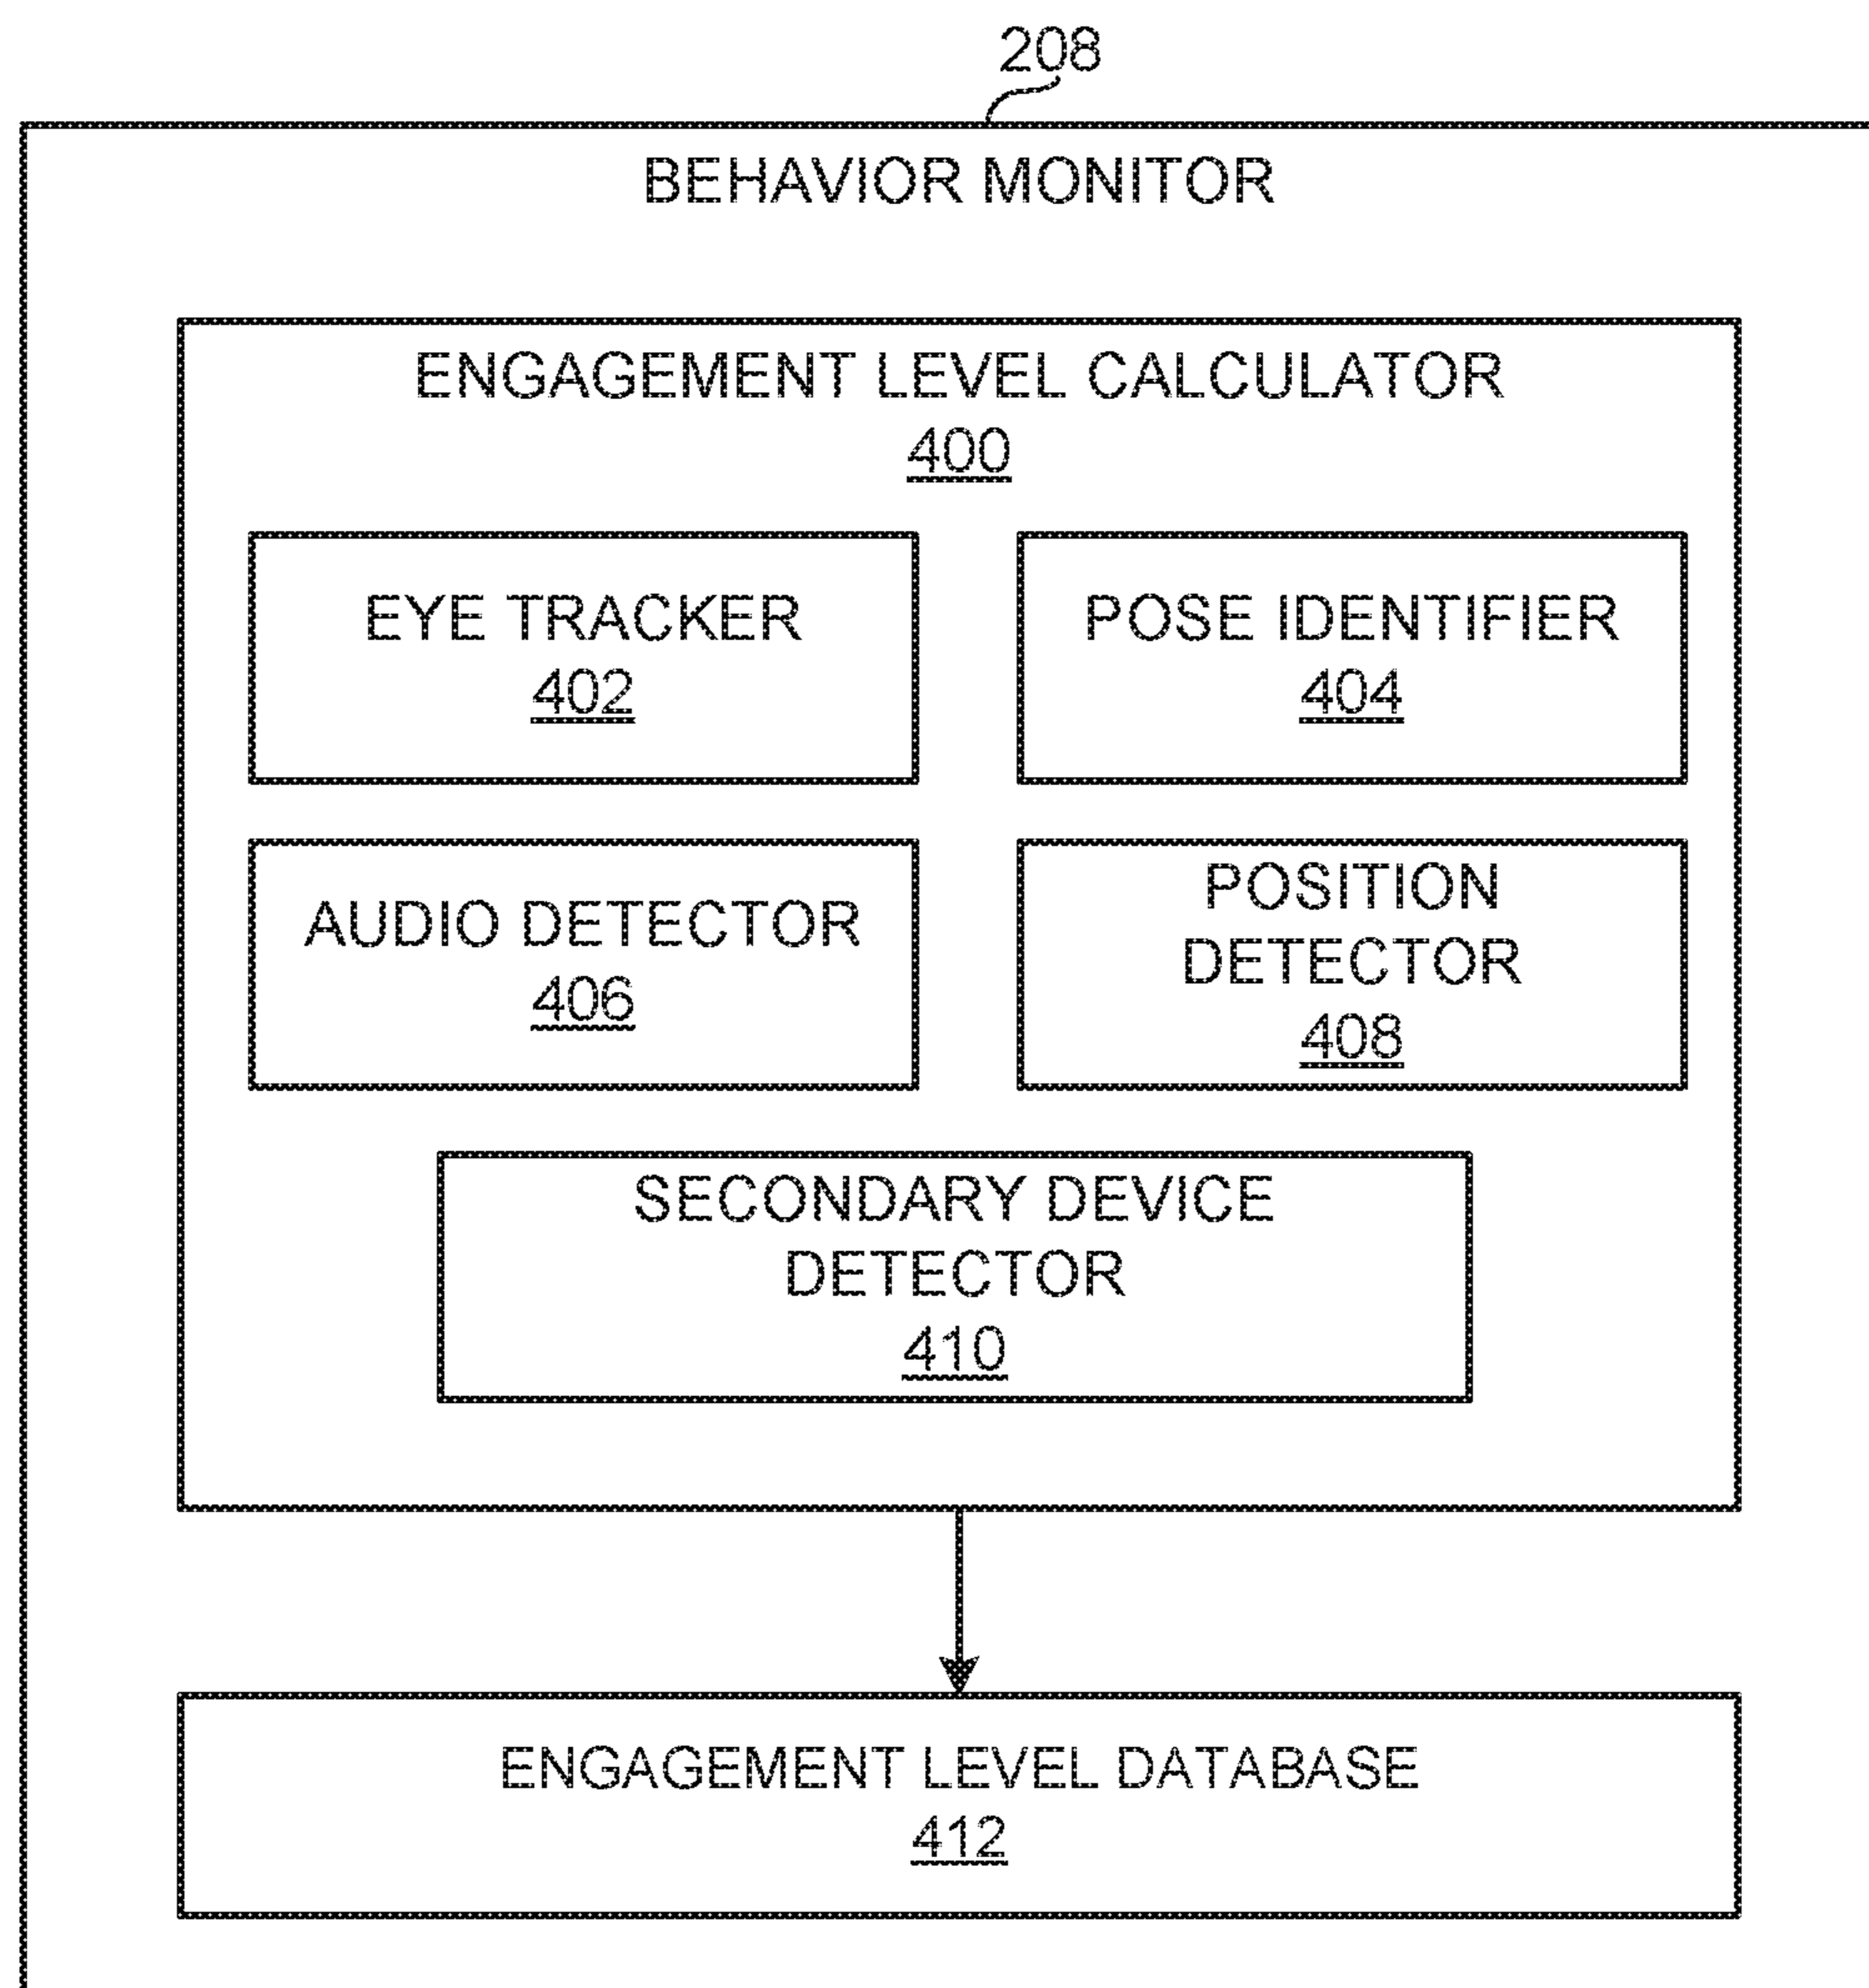 208
BEHAVIOR MONITOR
ENGAGEMENT LEVEL CALCULATOR
400
EYE TRACKER
402
POSE IDENTIFIER
404
AUDIO DETECTOR
406
POSITION
DETECTOR
408
SECONDARY DEVICE
DETECTOR
410
ENGAGEMENT LEVEL DATABASE
412